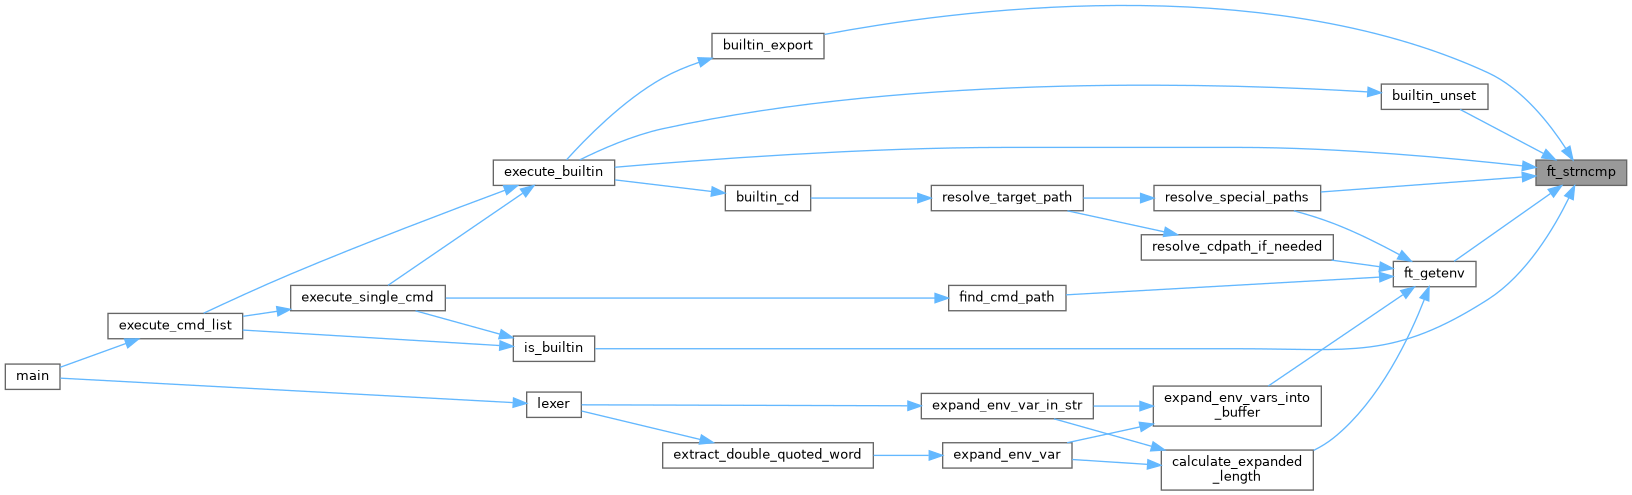 builtin_export
builtin_unset
execute_builtin
ft_strncmp
builtin_cd
resolve_target_path
resolve_special_paths
resolve_cdpath_if_needed
ft_getenv
execute_single_cmd
find_cmd_path
execute_cmd_list
is_builtin
main
lexer
expand_env_var_in_str
expand_env_vars_into
_buffer
extract_double_quoted_word
expand_env_var
calculate_expanded
_length